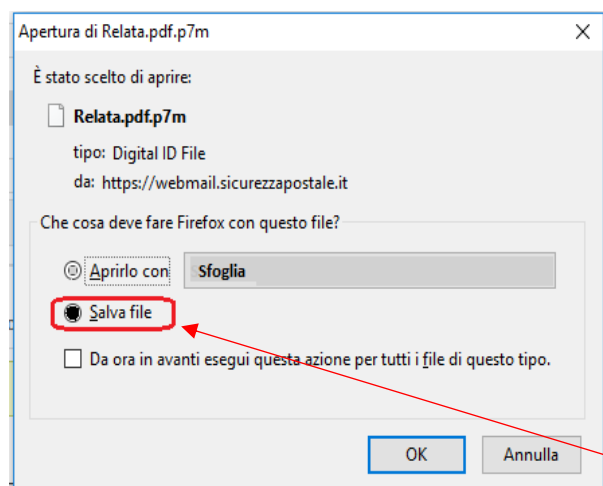 Apertura di Relata.pdf.p7m
È stato scelto di aprire:
Relata.pdf.p7m
tipo: Digital ID File
da: https://webmail.sicurezzapostale.it
Che cosa deve fare Firefox con questo file?
Aprirlo con Sfoglia
Salva file
Da ora in avanti esegui questa azione per tutti i file di questo tipo.
OK Annulla